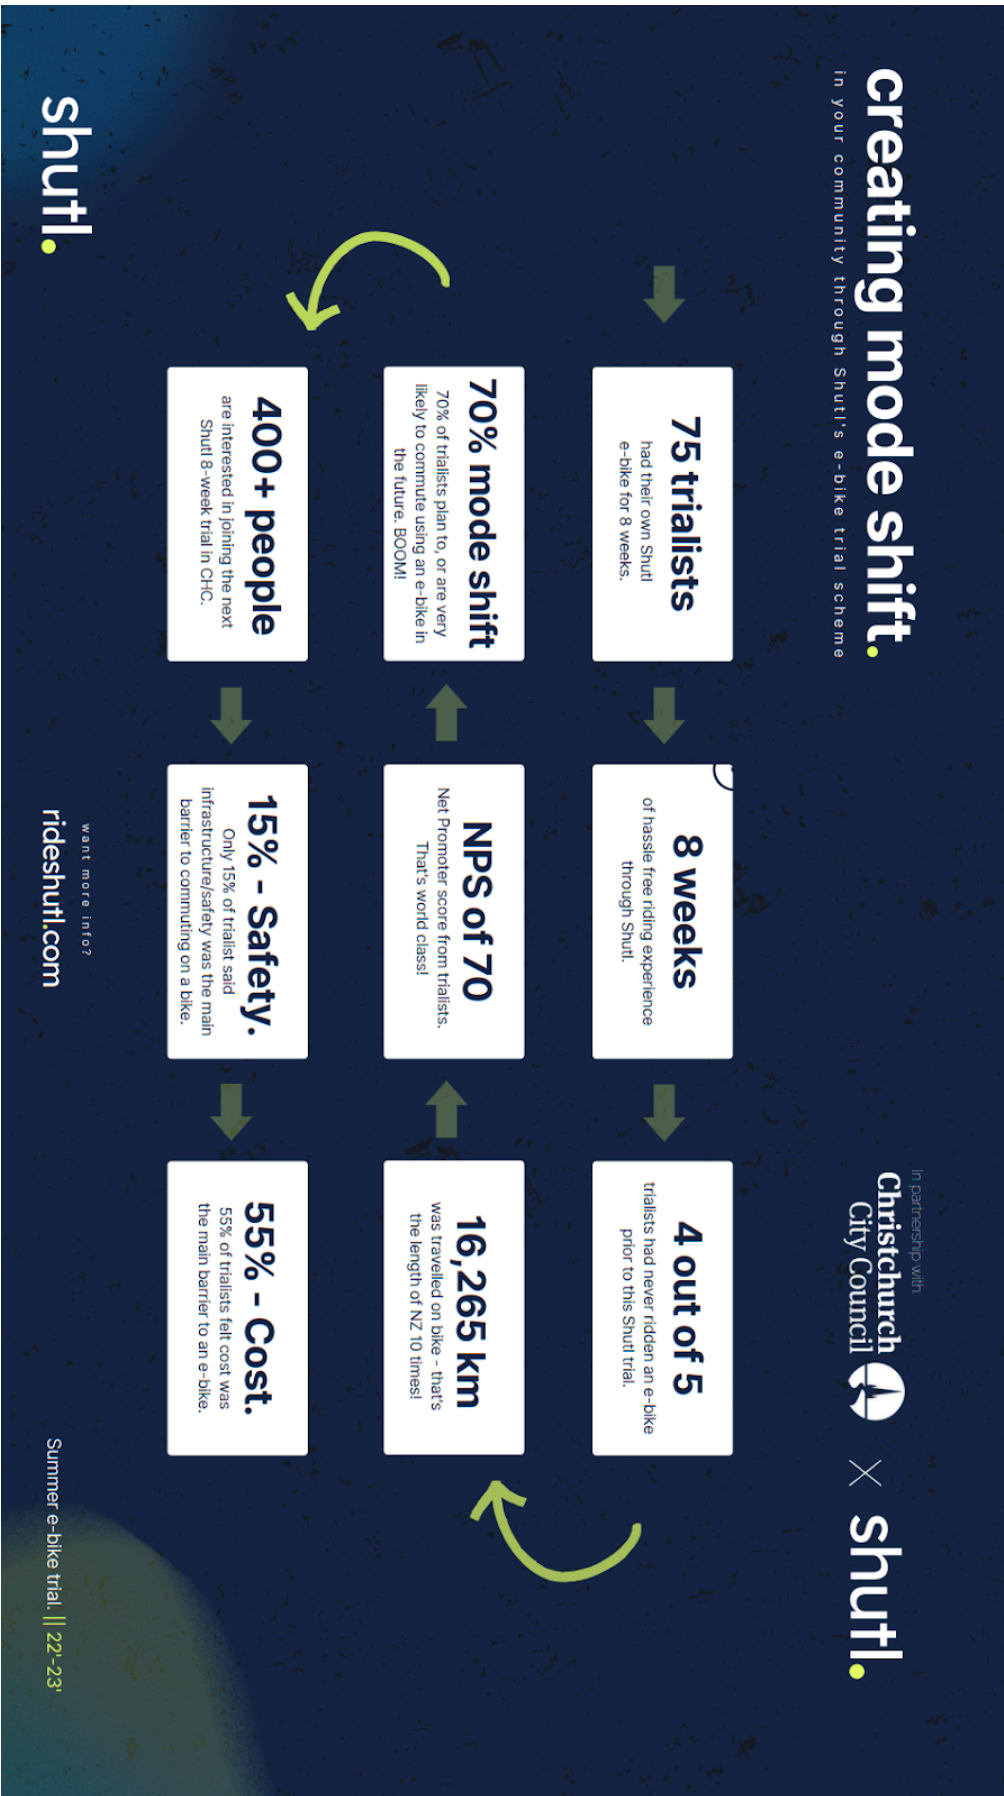 creating mode shift.
in your community through Shutl's e-bike trial scheme
In partnership with:
Christchurch
City Council
shutl.
75 trialists
had their own Shutl
e-bike for 8 weeks.
8 weeks
of hassle free riding experience
through Shutl.
4 out of 5
trialists had never ridden an e-bike
prior to this Shutl trial.
16,265 km
was travelled on bike - that's
the length of NZ 10 times!
NPS of 70
Net Promoter score from trialists.
That's world class!
70% mode shift
70% of trialists plan to, or are very
likely to commute using an e-bike in
the future. BOOM!
400+ people
are interested in joining the next
Shutl 8-week trial in CHC.
15% - Safety.
Only 15% of trialist said
infrastructure/safety was the main
barrier to commuting on a bike.
55% - Cost.
55% of trialists felt cost was
the main barrier to an e-bike.
shutl.
want more info?
rideshutl.com
Summer e-bike trial. || 22'-23'